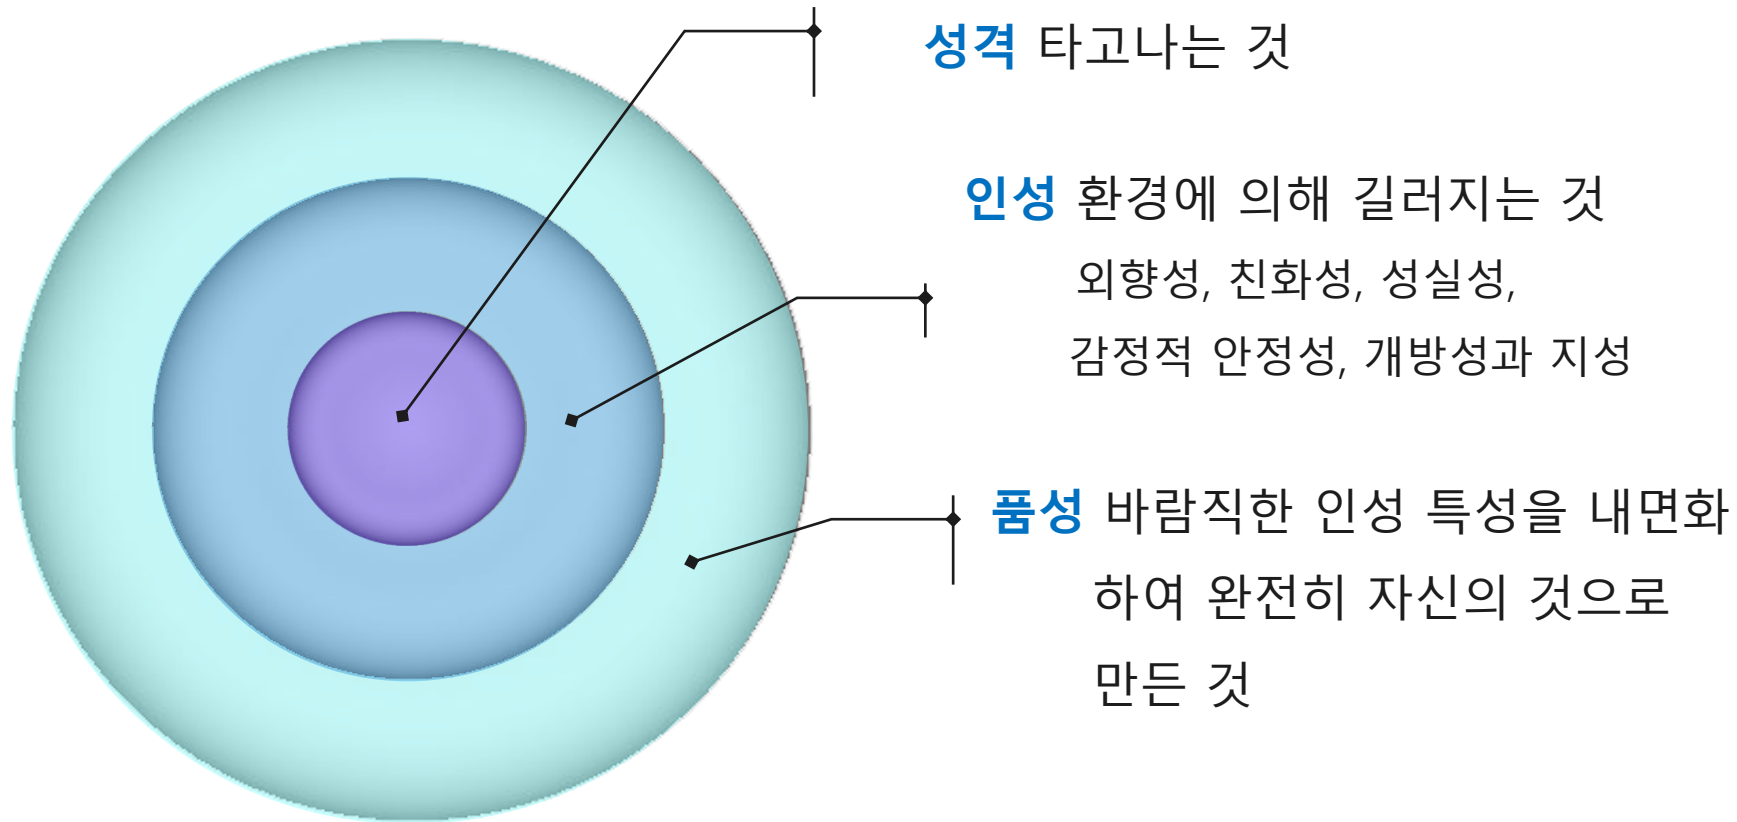 성격 타고나는 것
인성 환경에 의해 길러지는 것
외향성, 친화성, 성실성,
감정적 안정성, 개방성과 지성
품성 바람직한 인성 특성을 내면화
하여 완전히 자신의 것으로
만든 것